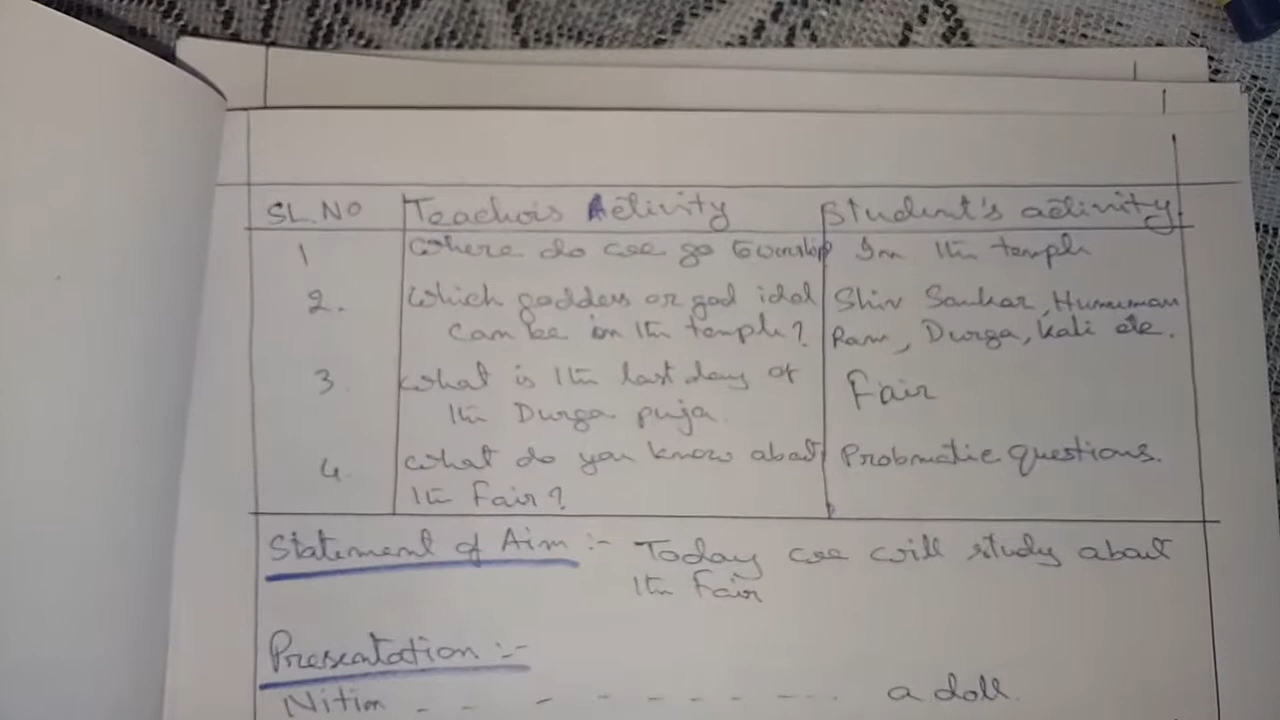 SL.NO Teachers Activity Student's activity
1 Where do we go to worship In the temple
2. Which goddess or god idol Shiv Sankar, Hunuman
can be in the temple? Ram, Durga, Kali etc.
3 What is the last day of Fair
the Durga puja.
4. What do you know about Probmatic questions.
the Fair?
Statement of Aim :- Today we will study about
the Fair
Presentation :-
Nitin - - - - - - - - - a doll.